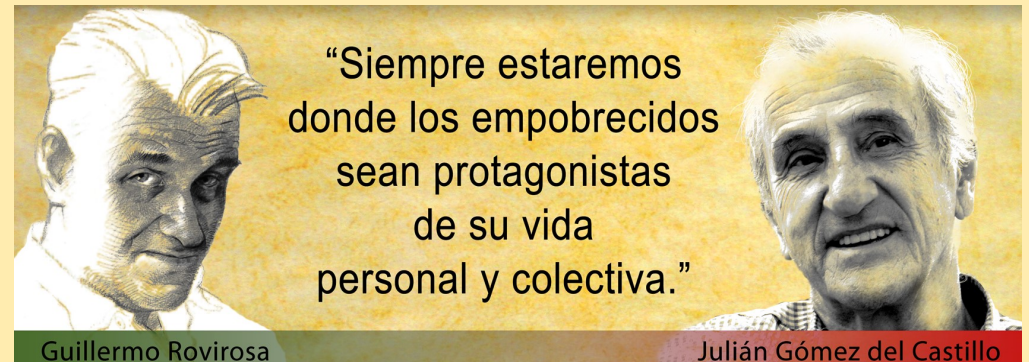 “Siempre estaremos
donde los empobrecidos
sean protagonistas
de su vida
personal y colectiva.”
Guillermo Rovirosa
Julián Gómez del Castillo